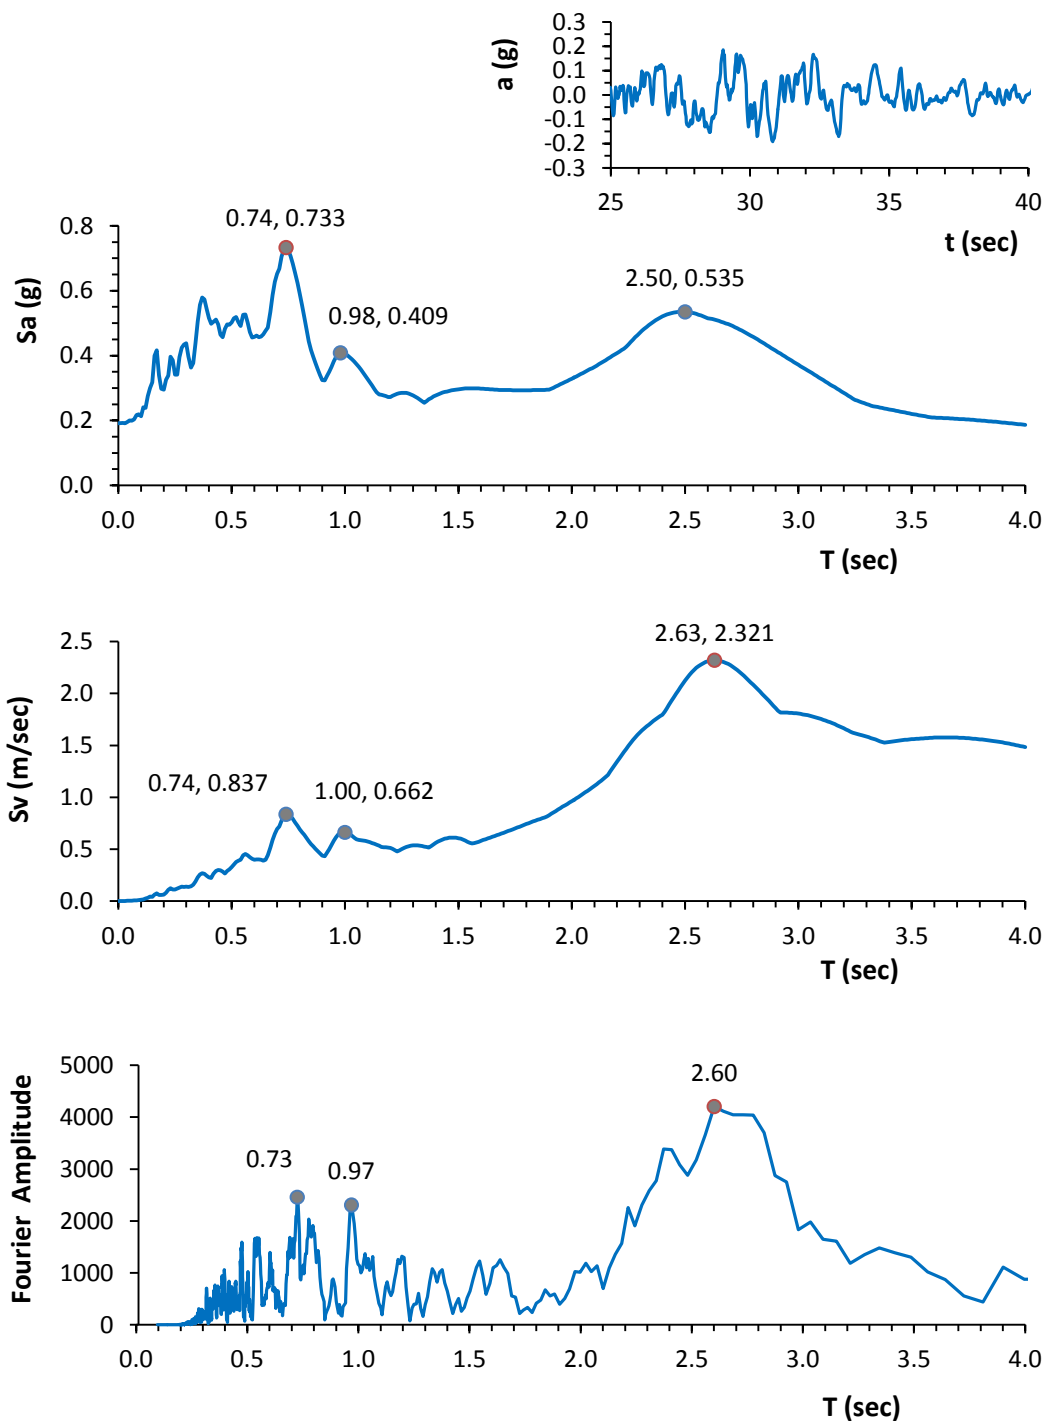 a (g)
0.3
0.2
0.1
0.0
-0.1
-0.2
-0.3
25 30 35 40
t (sec)
Sa (g)
0.8
0.6
0.4
0.2
0.0
0.74, 0.733
0.98, 0.409
2.50, 0.535
0.0 0.5 1.0 1.5 2.0 2.5 3.0 3.5 4.0
T (sec)
Sv (m/sec)
2.5
2.0
1.5
1.0
0.5
0.0
0.74, 0.837
1.00, 0.662
2.63, 2.321
0.0 0.5 1.0 1.5 2.0 2.5 3.0 3.5 4.0
T (sec)
Fourier Amplitude
5000
4000
3000
2000
1000
0
0.73
0.97
2.60
0.0 0.5 1.0 1.5 2.0 2.5 3.0 3.5 4.0
T (sec)